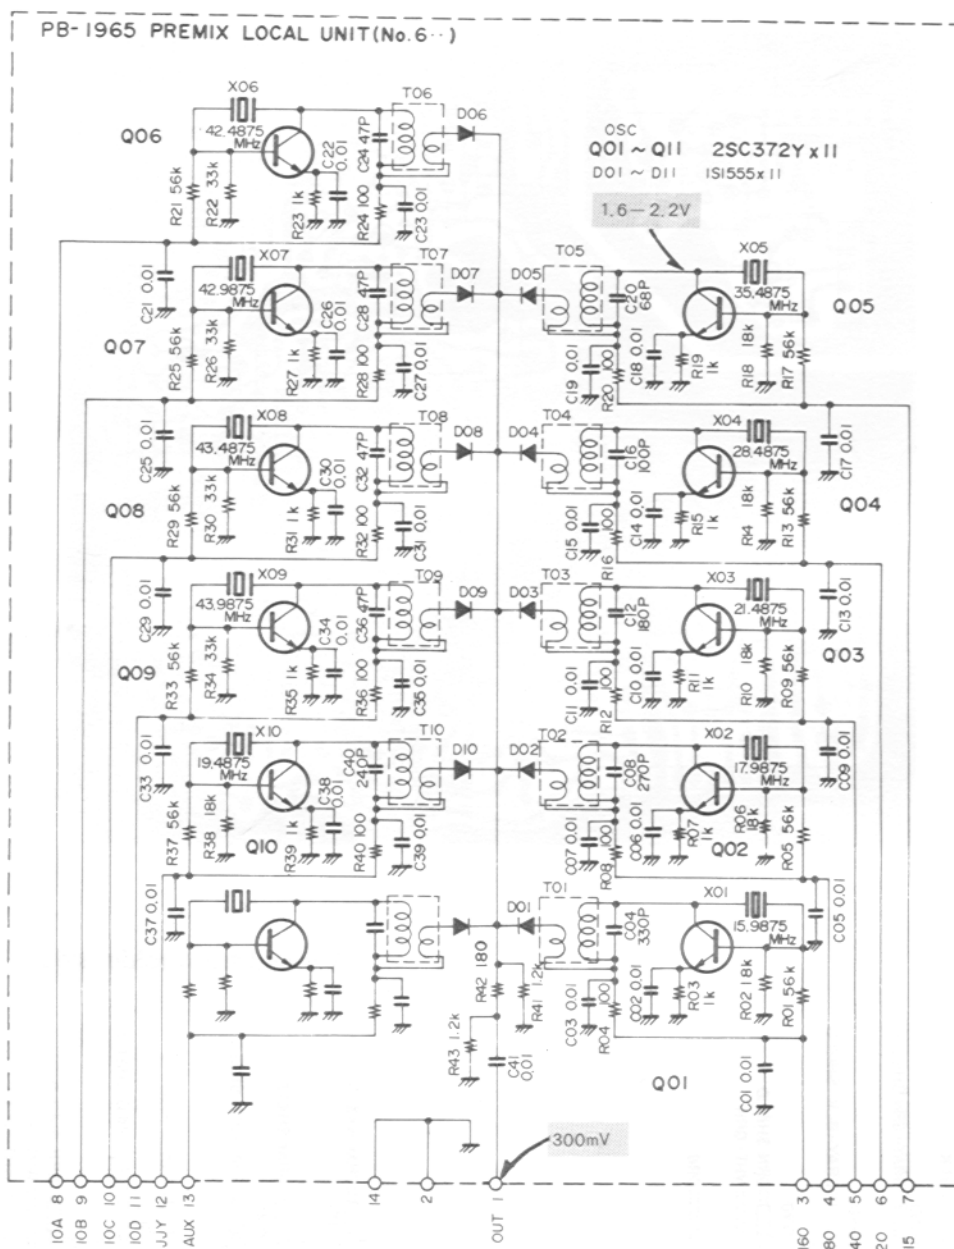 PB-1965 PREMIX LOCAL UNIT(No.6··)
X06
T06
D06
Q06
42.4875
MHz
C22
0.01
C24 47P
R21 56k
R22 33k
R23 1k
R24 100
C23 0.01
OSC
Q01 ~ Q11 2SC372Y x 11
D01 ~ D11 1S1555x 11
1.6-2.2V
C21 0.01
X07
T07
D07
D05
T05
X05
42.9875
MHz
C26
0.01
C28 47P
C20
68P
35.4875
MHz
Q05
Q07
R25 56k
R26 33k
R27 1k
R28 100
C27 0.01
C19 0.01
R20 100
C18 0.01
R19
1k
R18 18k
R17 56k
X08
T08
D08
D04
T04
X04
C25 0.01
43.4875
MHz
C30
0.01
C32 47P
C16
100P
28.4875
MHz
C17 0.01
Q08
R29 56k
R30 33k
R31 1k
R32 100
C31 0.01
C15 0.01
R16 100
C14 0.01
R15
1k
R14 18k
R13 56k
Q04
X09
T09
D09
D03
T03
X03
C29 0.01
43.9875
MHz
C34
0.01
C36 47P
C12
180P
21.4875
MHz
C13 0.01
Q09
R33 56k
R34 33k
R35 1k
R36 100
C35 0.01
C11 0.01
R12 100
C10 0.01
R11
1k
R10 18k
R09 56k
Q03
X10
T10
D10
D02
T02
X02
C33 0.01
19.4875
MHz
C38
0.01
C40
240P
C08
270P
17.9875
MHz
C09 0.01
R37 56k
R38 18k
Q10
R39 1k
R40 100
C39 0.01
C07 0.01
R08 100
C06 0.01
R07
1k
Q02
R06
18k
R05 56k
C37 0.01
D01
T01
X01
C04
330P
15.9875
MHz
C05 0.01
R42 180
R41 1.2k
C03 0.01
R04 100
C02 0.01
R03
1k
R02 18k
R01 56k
R43 1.2k
C41
0.01
Q01
C01 0.01
300mV
10A 8
10B 9
10C 10
10D 11
JJY 12
AUX 13
14
2
OUT 1
160 3
80 4
40 5
20 6
15 7